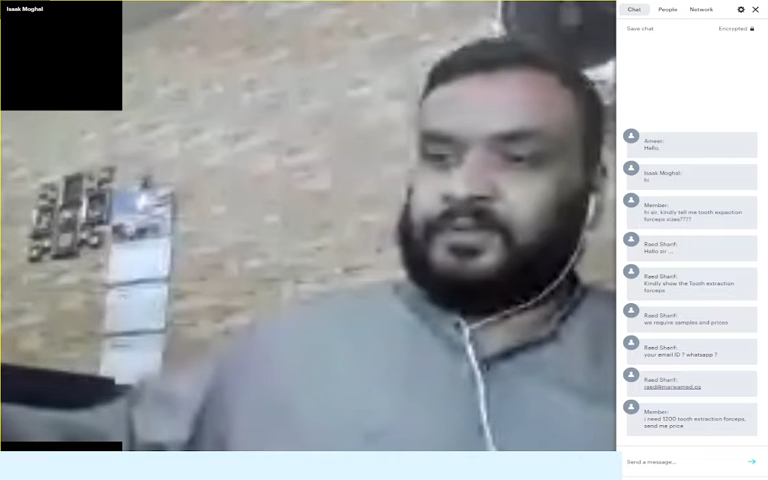 Isaak Moghal
Chat People Network
Save chat Encrypted
Ameer:
Hello,
Isaak Moghal:
hi
Member:
hi sir, kindly tell me tooth expaction
forceps sizes????
Raed Sharif:
Hello sir ...
Raed Sharif:
Kindly show the Tooth extraction
forceps
Raed Sharif:
we require samples and prices
Raed Sharif:
your email ID ? whatsapp ?
Raed Sharif:
raed@marwamed.ps
Member:
i need 1200 tooth extraction forceps,
send me price
Send a message...